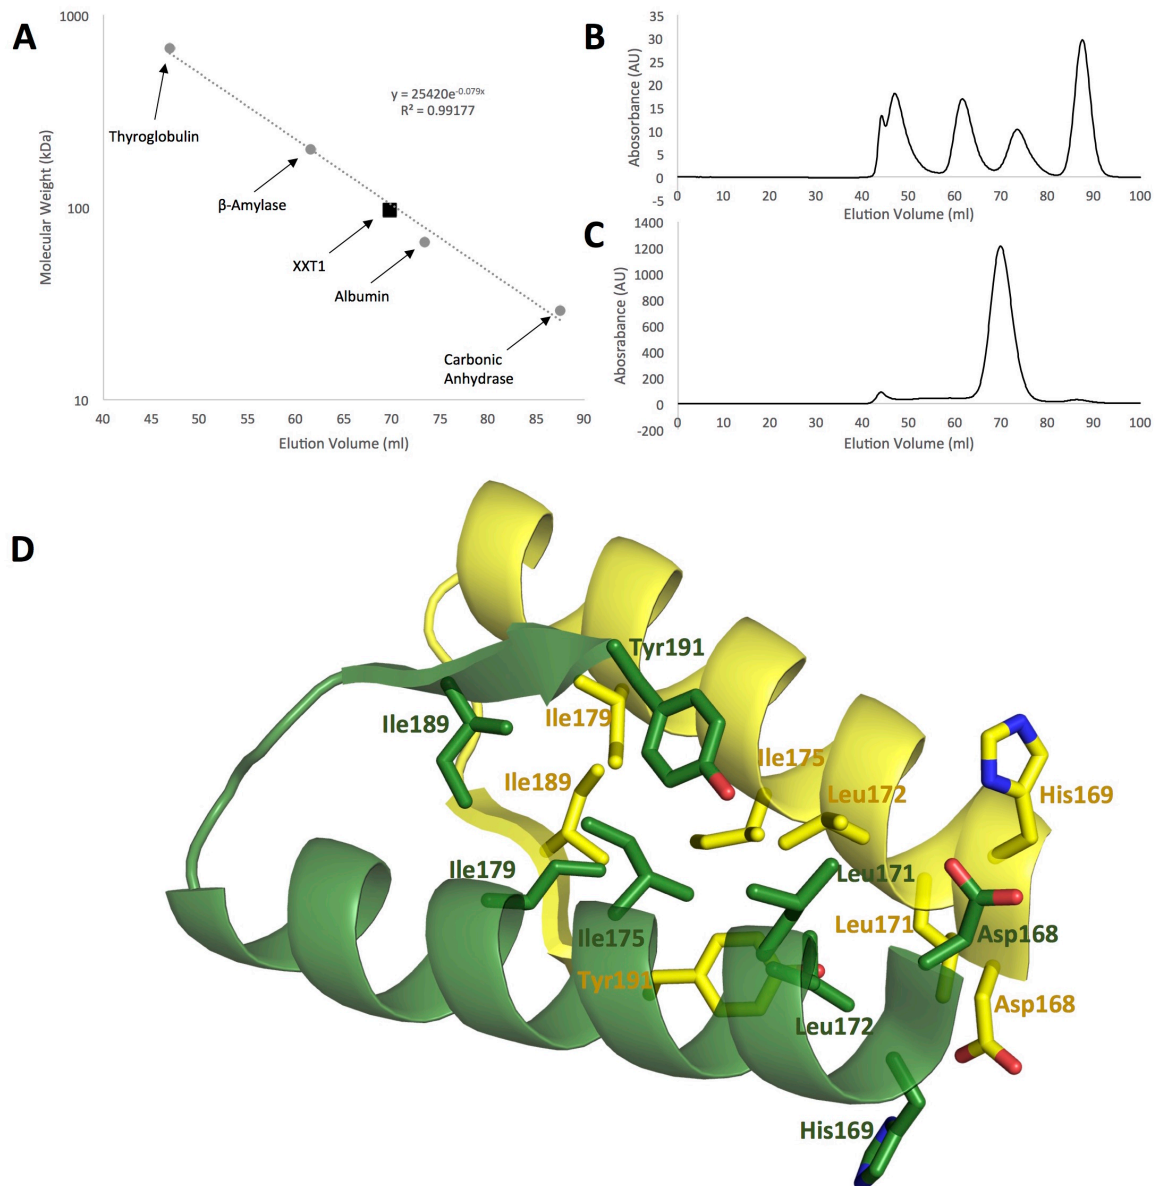 A
1000
100
10
Molecular Weight (kDa)
y = 25420e-0.079x
R² = 0.99177
Thyroglobulin
β-Amylase
XXT1
Albumin
Carbonic
Anhydrase
40 45 50 55 60 65 70 75 80 85 90
Elution Volume (ml)
B
35
30
25
20
15
10
5
0
-5
Abosorbance (AU)
0 10 20 30 40 50 60 70 80 90 100
Elution Volume (ml)
C
1400
1200
1000
800
600
400
200
0
-200
Abosrabance (AU)
0 10 20 30 40 50 60 70 80 90 100
Elution Volume (ml)
D
Tyr191
Ile189
Ile179
Ile175
Ile189
Leu172
His169
Ile179
Leu171
Leu171
Asp168
Ile175
Tyr191
Asp168
Leu172
His169